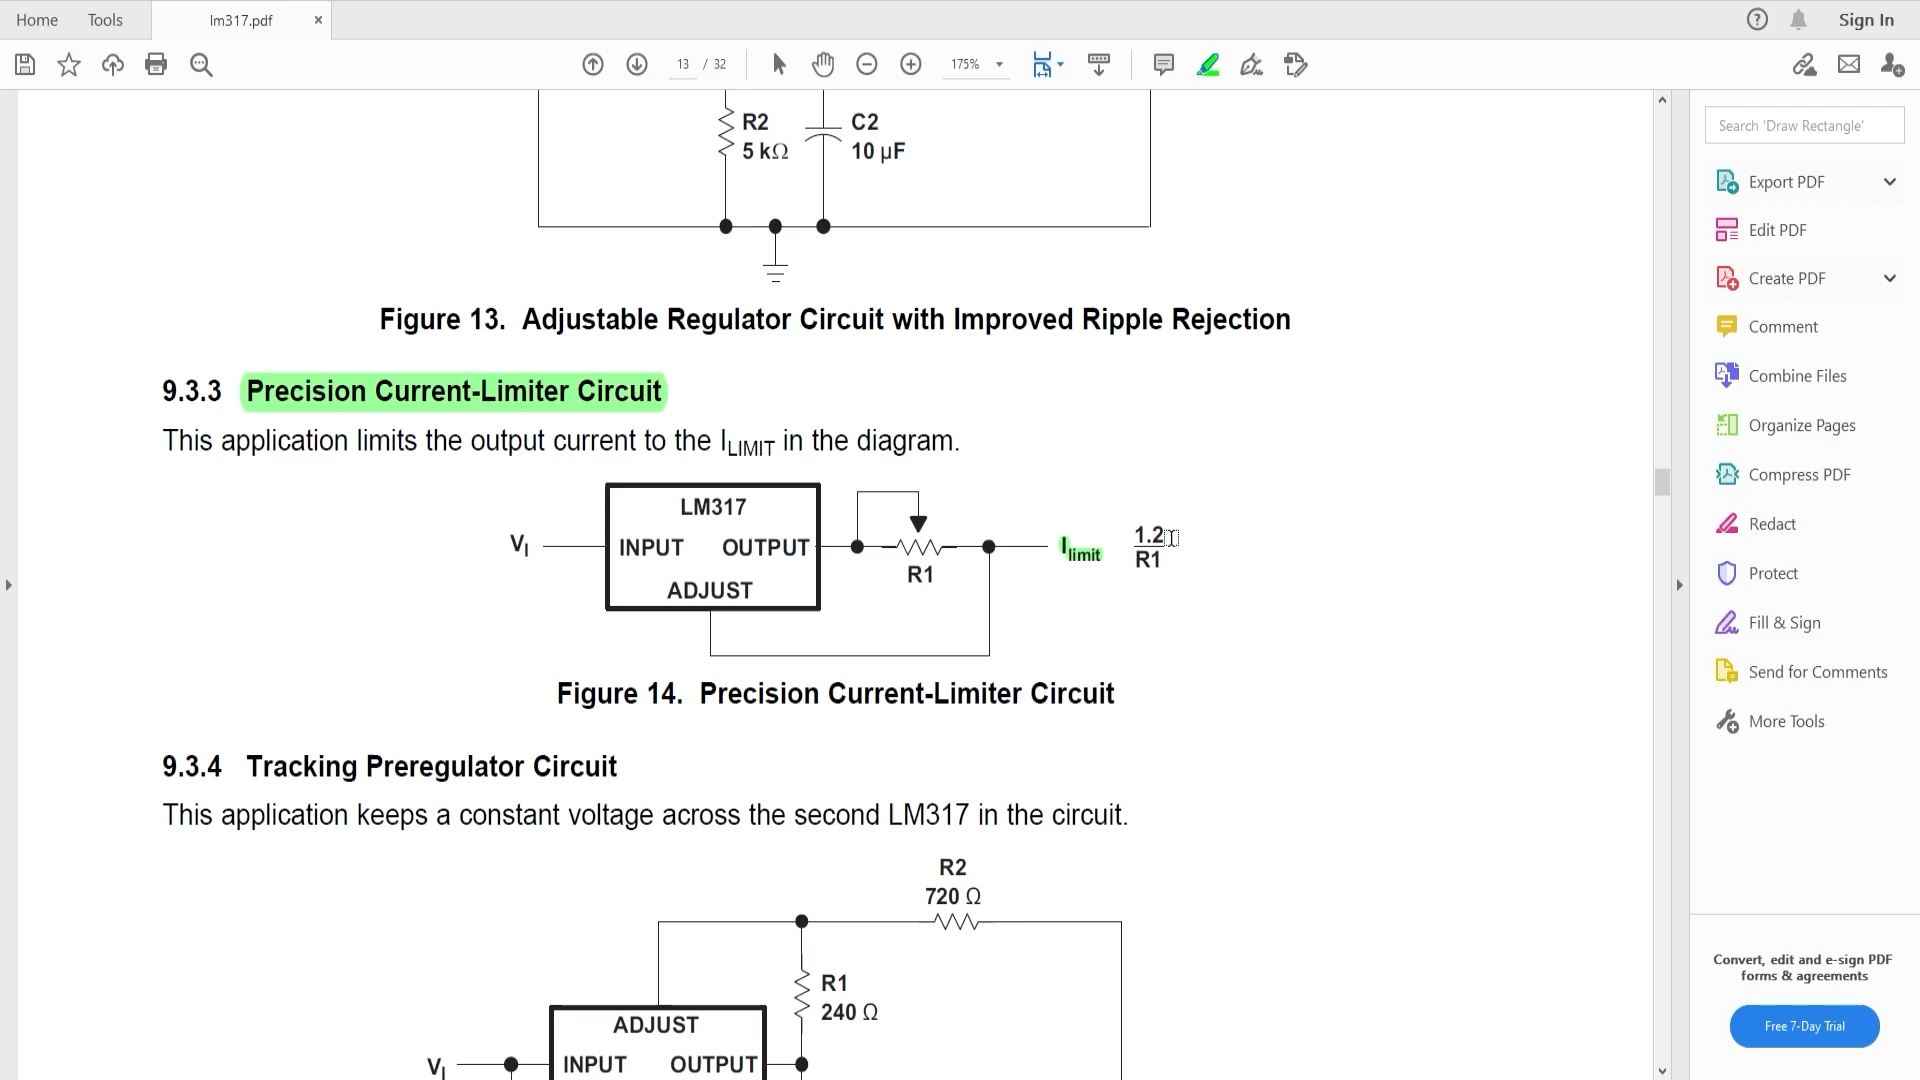 Home Tools lm317.pdf × Sign In
13 / 32 175%
Search 'Draw Rectangle'
Export PDF
Edit PDF
Create PDF
Comment
Combine Files
Organize Pages
Compress PDF
Redact
Protect
Fill & Sign
Send for Comments
More Tools
Convert, edit and e-sign PDF
forms & agreements
Free 7-Day Trial
R2
5 kΩ
C2
10 µF
Figure 13. Adjustable Regulator Circuit with Improved Ripple Rejection
9.3.3 Precision Current-Limiter Circuit
This application limits the output current to the ILIMIT in the diagram.
LM317
VI INPUT OUTPUT
ADJUST
R1
Ilimit
1.2
R1
Figure 14. Precision Current-Limiter Circuit
9.3.4 Tracking Preregulator Circuit
This application keeps a constant voltage across the second LM317 in the circuit.
R2
720 Ω
R1
240 Ω
ADJUST
VI INPUT OUTPUT